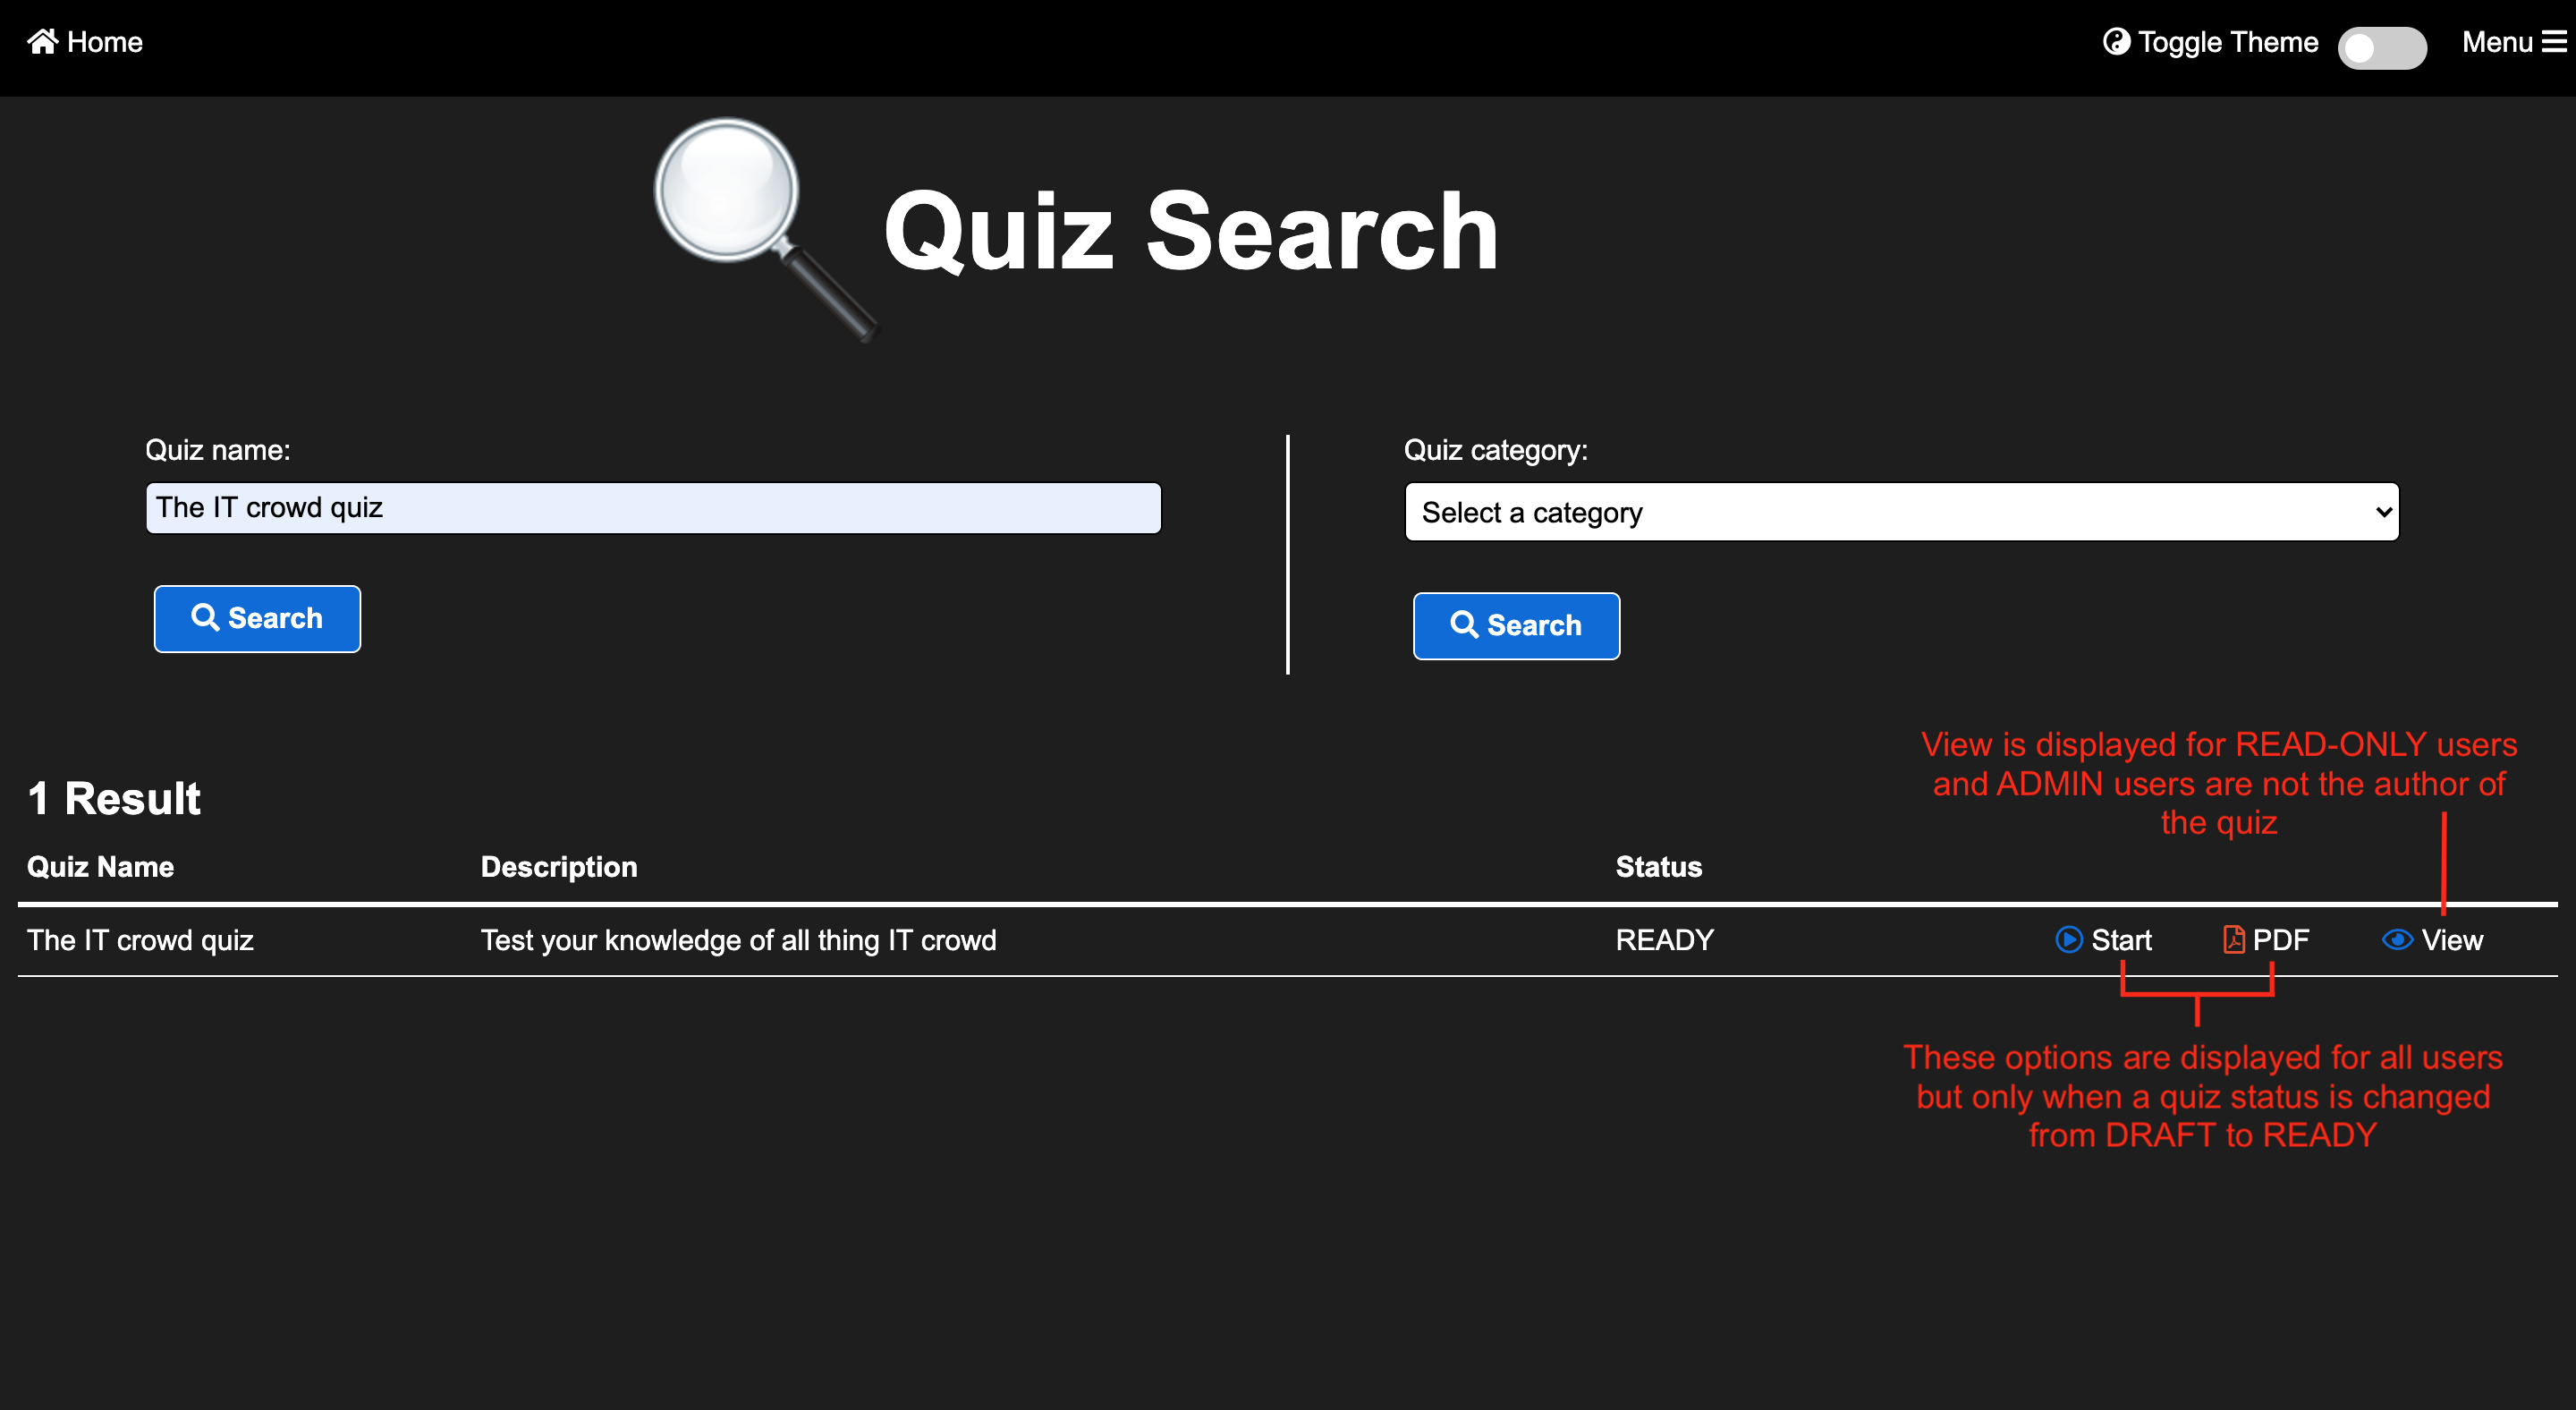 Home
Toggle Theme
Menu
Quiz Search
Quiz name:
The IT crowd quiz
Search
Quiz category:
Select a category
Search
View is displayed for READ-ONLY users
and ADMIN users are not the author of
the quiz
1 Result
Quiz Name Description Status
The IT crowd quiz Test your knowledge of all thing IT crowd READY Start PDF View
These options are displayed for all users
but only when a quiz status is changed
from DRAFT to READY